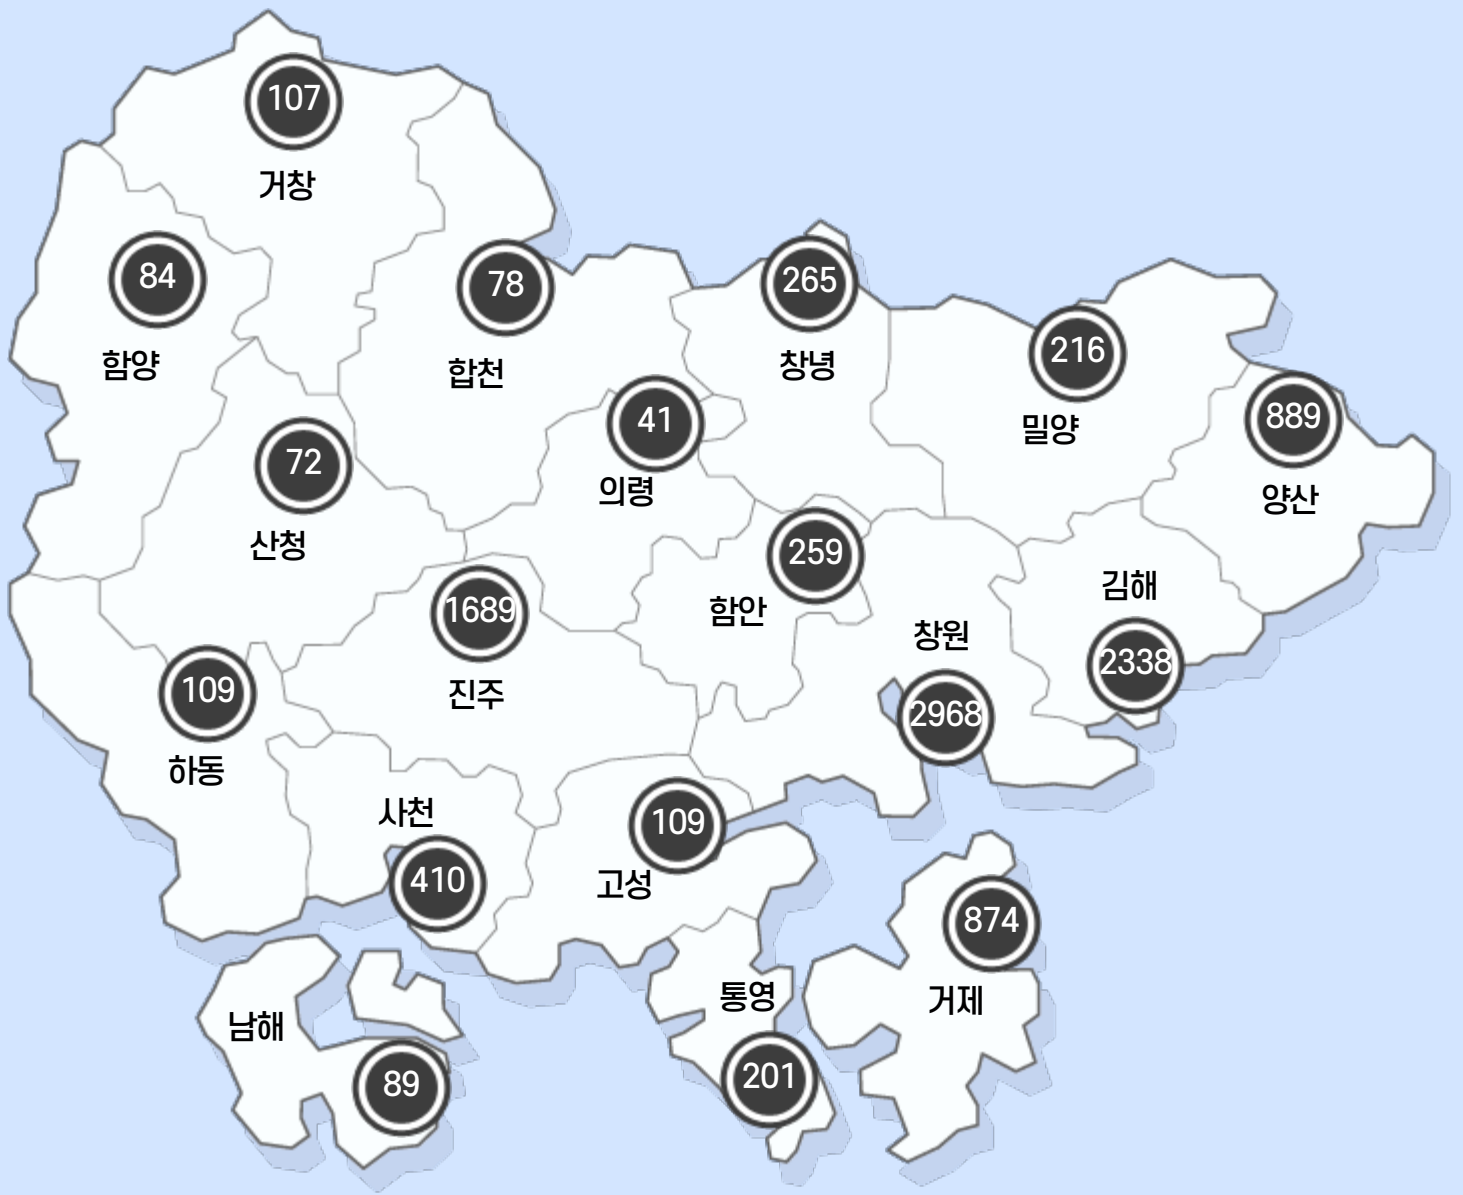 107
거창
84
함양
78
합천
265
창녕
216
밀양
889
양산
41
의령
72
산청
259
함안
김해
2338
1689
진주
창원
2968
109
하동
사천
410
109
고성
874
거제
통영
201
남해
89